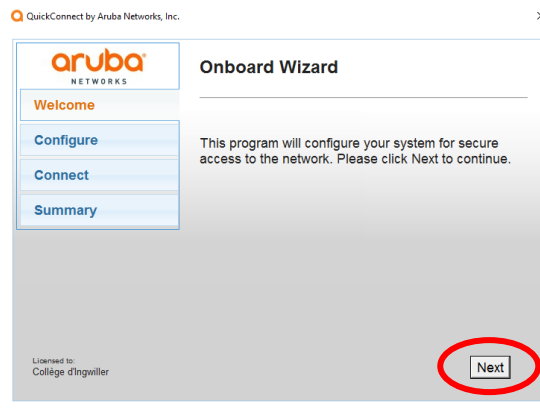 QuickConnect by Aruba Networks, Inc.
aruba
NETWORKS
Welcome
Configure
Connect
Summary
Onboard Wizard
This program will configure your system for secure
access to the network. Please click Next to continue.
Licensed to:
Collège d'Ingwiller
Next